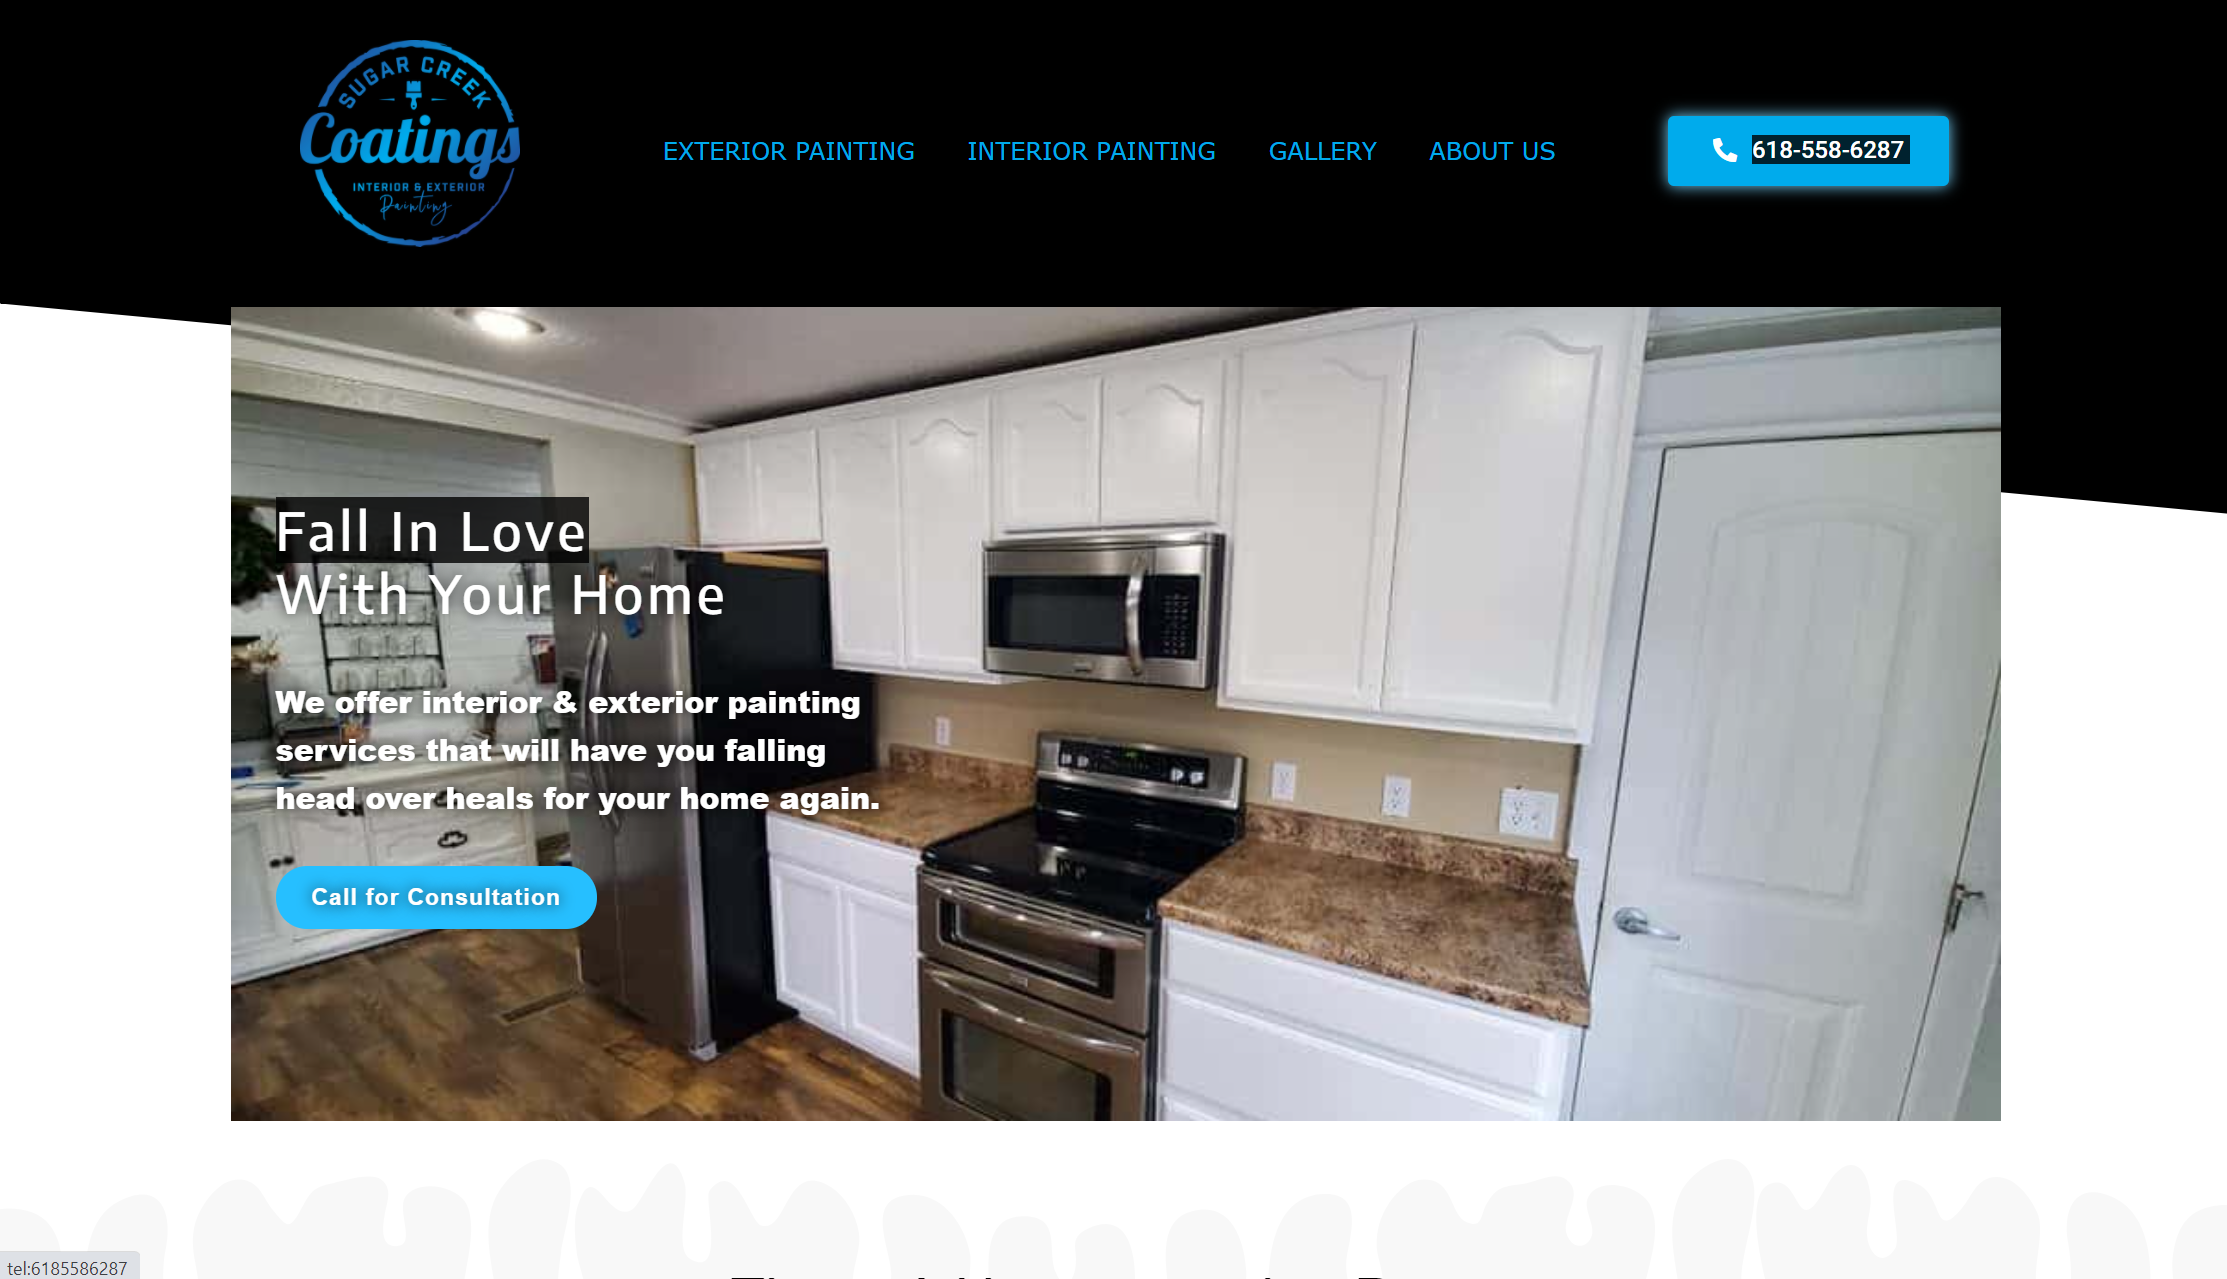 SUGAR CREEK
Coatings
INTERIOR & EXTERIOR
Painting
EXTERIOR PAINTING
INTERIOR PAINTING
GALLERY
ABOUT US
618-558-6287
Fall In Love
With Your Home
We offer interior & exterior painting
services that will have you falling
head over heals for your home again.
Call for Consultation
tel:6185586287